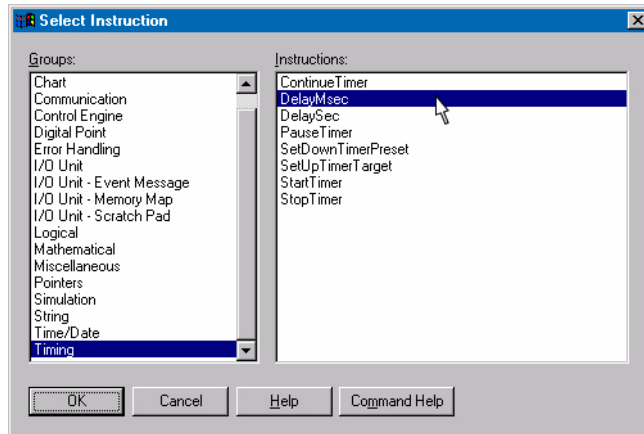 Select Instruction
Groups:
Chart
Communication
Control Engine
Digital Point
Error Handling
I/O Unit
I/O Unit - Event Message
I/O Unit - Memory Map
I/O Unit - Scratch Pad
Logical
Mathematical
Miscellaneous
Pointers
Simulation
String
Time/Date
Timing
Instructions:
ContinueTimer
DelayMsec
DelaySec
PauseTimer
SetDownTimerPreset
SetUpTimerTarget
StartTimer
StopTimer
OK Cancel Help Command Help